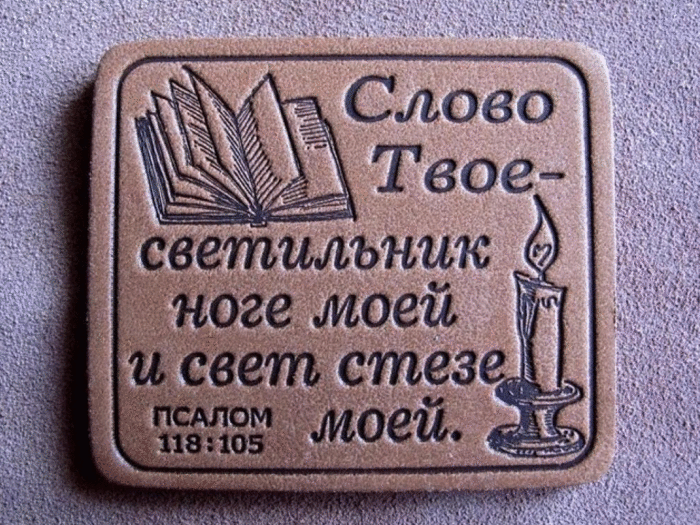 Слово
Твое-
светильник
ноге моей
и свет стезе
моей.
ПСАЛОМ
118:105